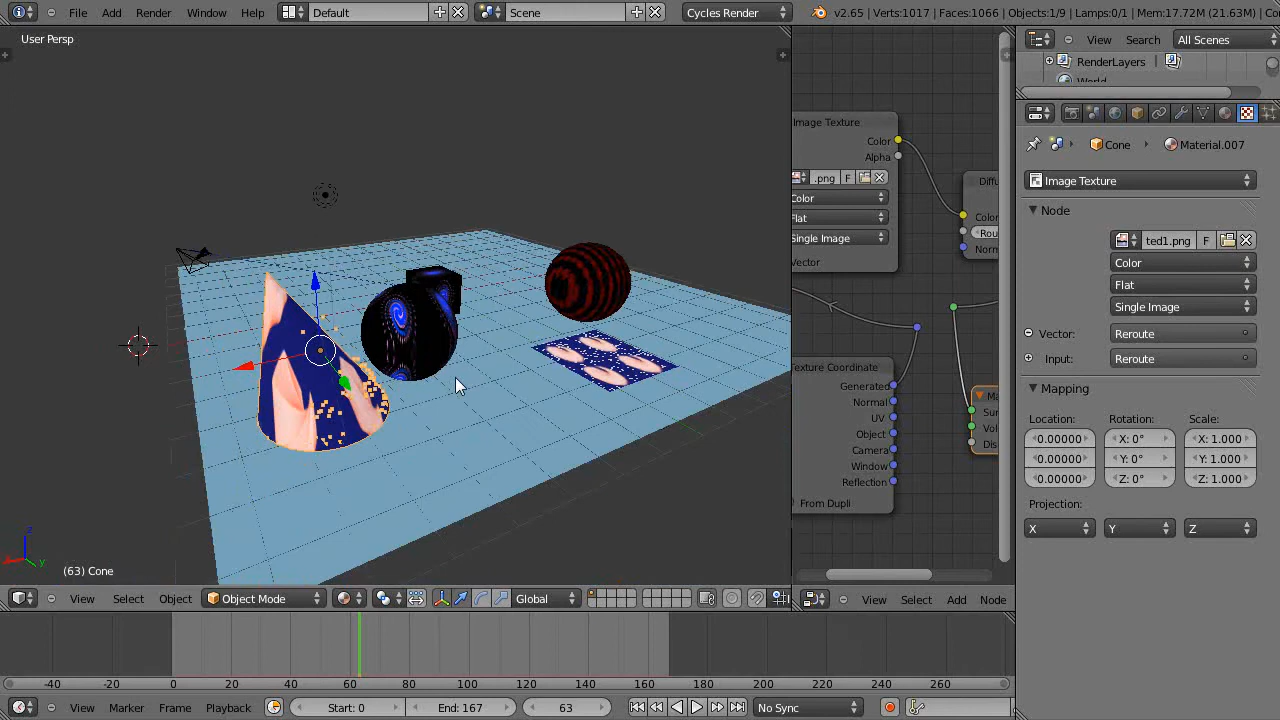 File Add Render Window Help Default Scene Cycles Render v2.65 | Verts:1017 | Faces:1066 | Objects:1/9 | Lamps:0/1 | Mem:17.72M (21.63M) |
User Persp
(63) Cone
View Select Object Object Mode Global
Image Texture
Color
Alpha
.png F
Color
Flat
Single Image
Vector
Texture Coordinate
Generated
Normal
UV
Object
Camera
Window
Reflection
From Dupli
Color
Norm
View Select Add Node
View Search All Scenes
RenderLayers
World
Cone Material.007
Image Texture
Node
ted1.png F
Color
Flat
Single Image
Vector: Reroute
Input: Reroute
Mapping
Location: Rotation: Scale:
0.00000 X: 0° X: 1.000
0.00000 Y: 0° Y: 1.000
0.00000 Z: 0° Z: 1.000
Projection:
X Y Z
-40 -20 0 20 40 60 80 100 120 140 160 180 200 220 240 260
View Marker Frame Playback Start: 0 End: 167 63 No Sync